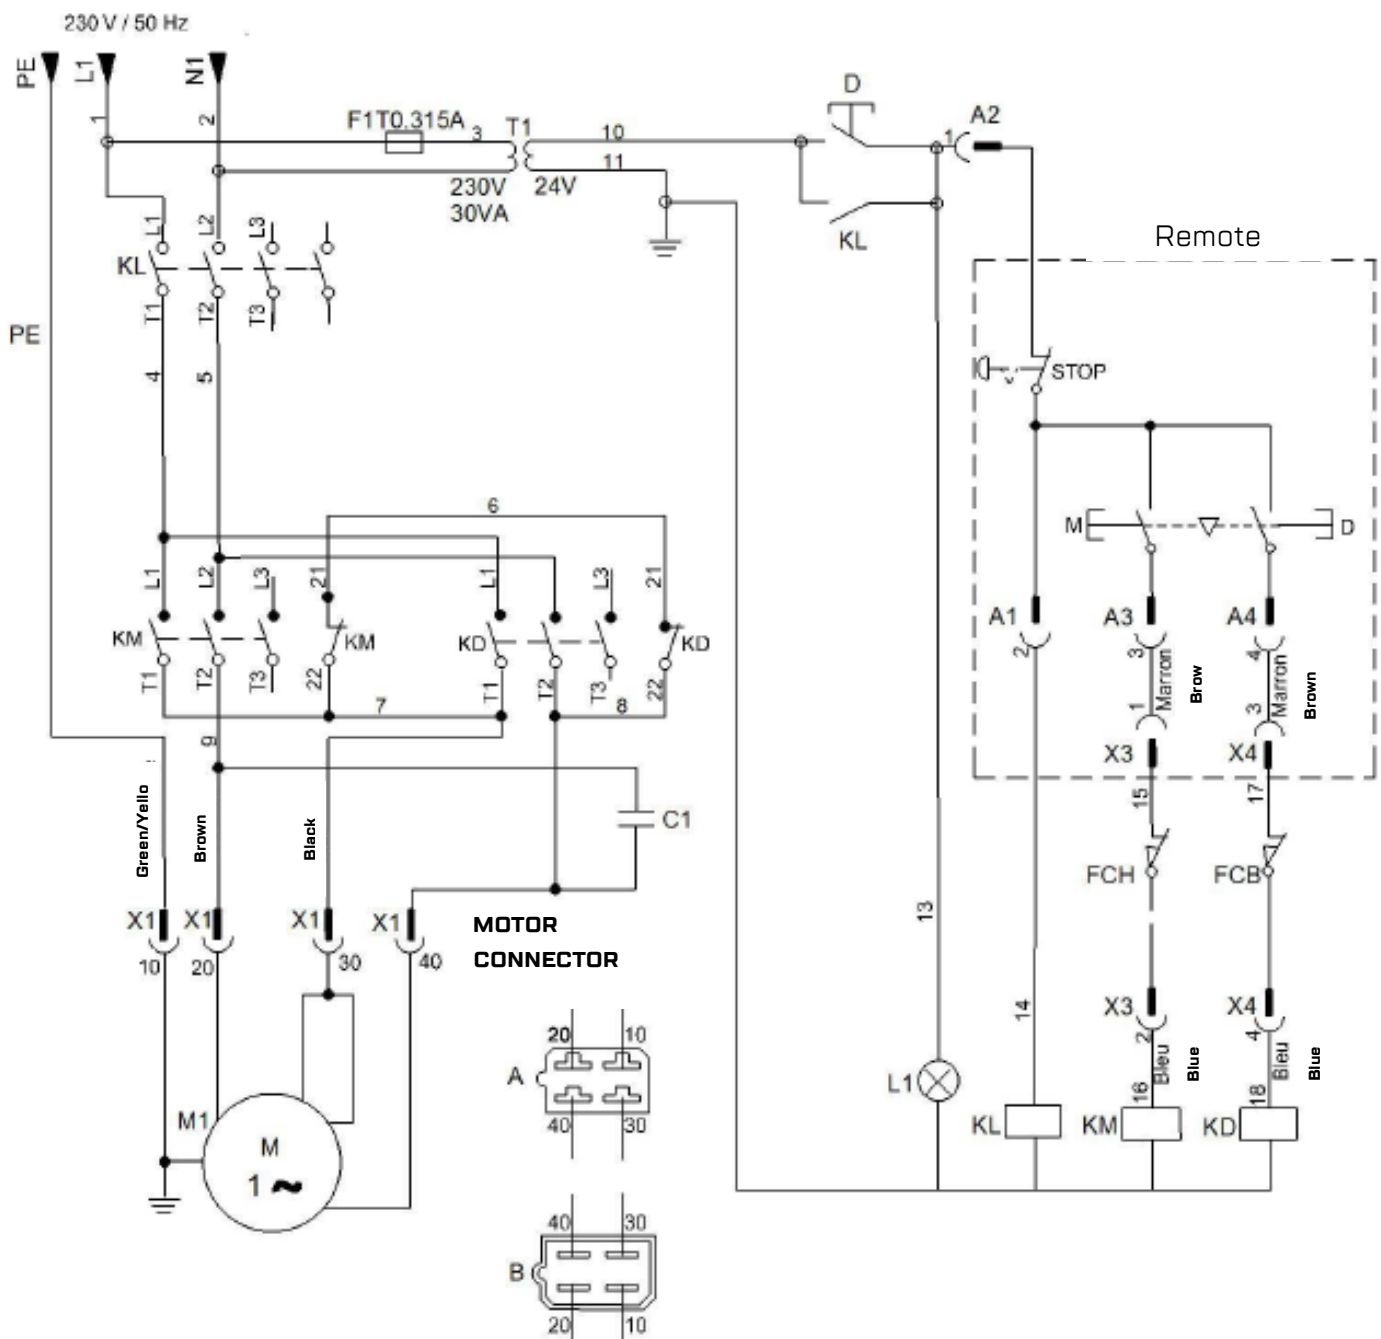 230 V / 50 Hz
PE
L1
N1
1
2
F1T0.315A
3
T1
10
11
230V
24V
30VA
D
KL
1
A2
Remote
L1
L2
L3
KL
T1
T2
T3
PE
4
5
STOP
M
D
6
L1
L2
L3
21
L1
L3
21
KM
KM
KD
KD
T1
T2
T3
22
T1
T2
T3
22
7
8
9
A1
A3
A4
2
3
4
Marron
Brow
Marron
Brown
1
3
X3
X4
15
17
Green/Yello
Brown
Black
C1
FCH
FCB
X1
X1
X1
X1
10
20
30
40
MOTOR
CONNECTOR
13
14
X3
X4
2
4
Bleu
Blue
Bleu
Blue
16
18
20
10
A
40
30
L1
KL
KM
KD
M1
M
1 ~
40
30
B
20
10